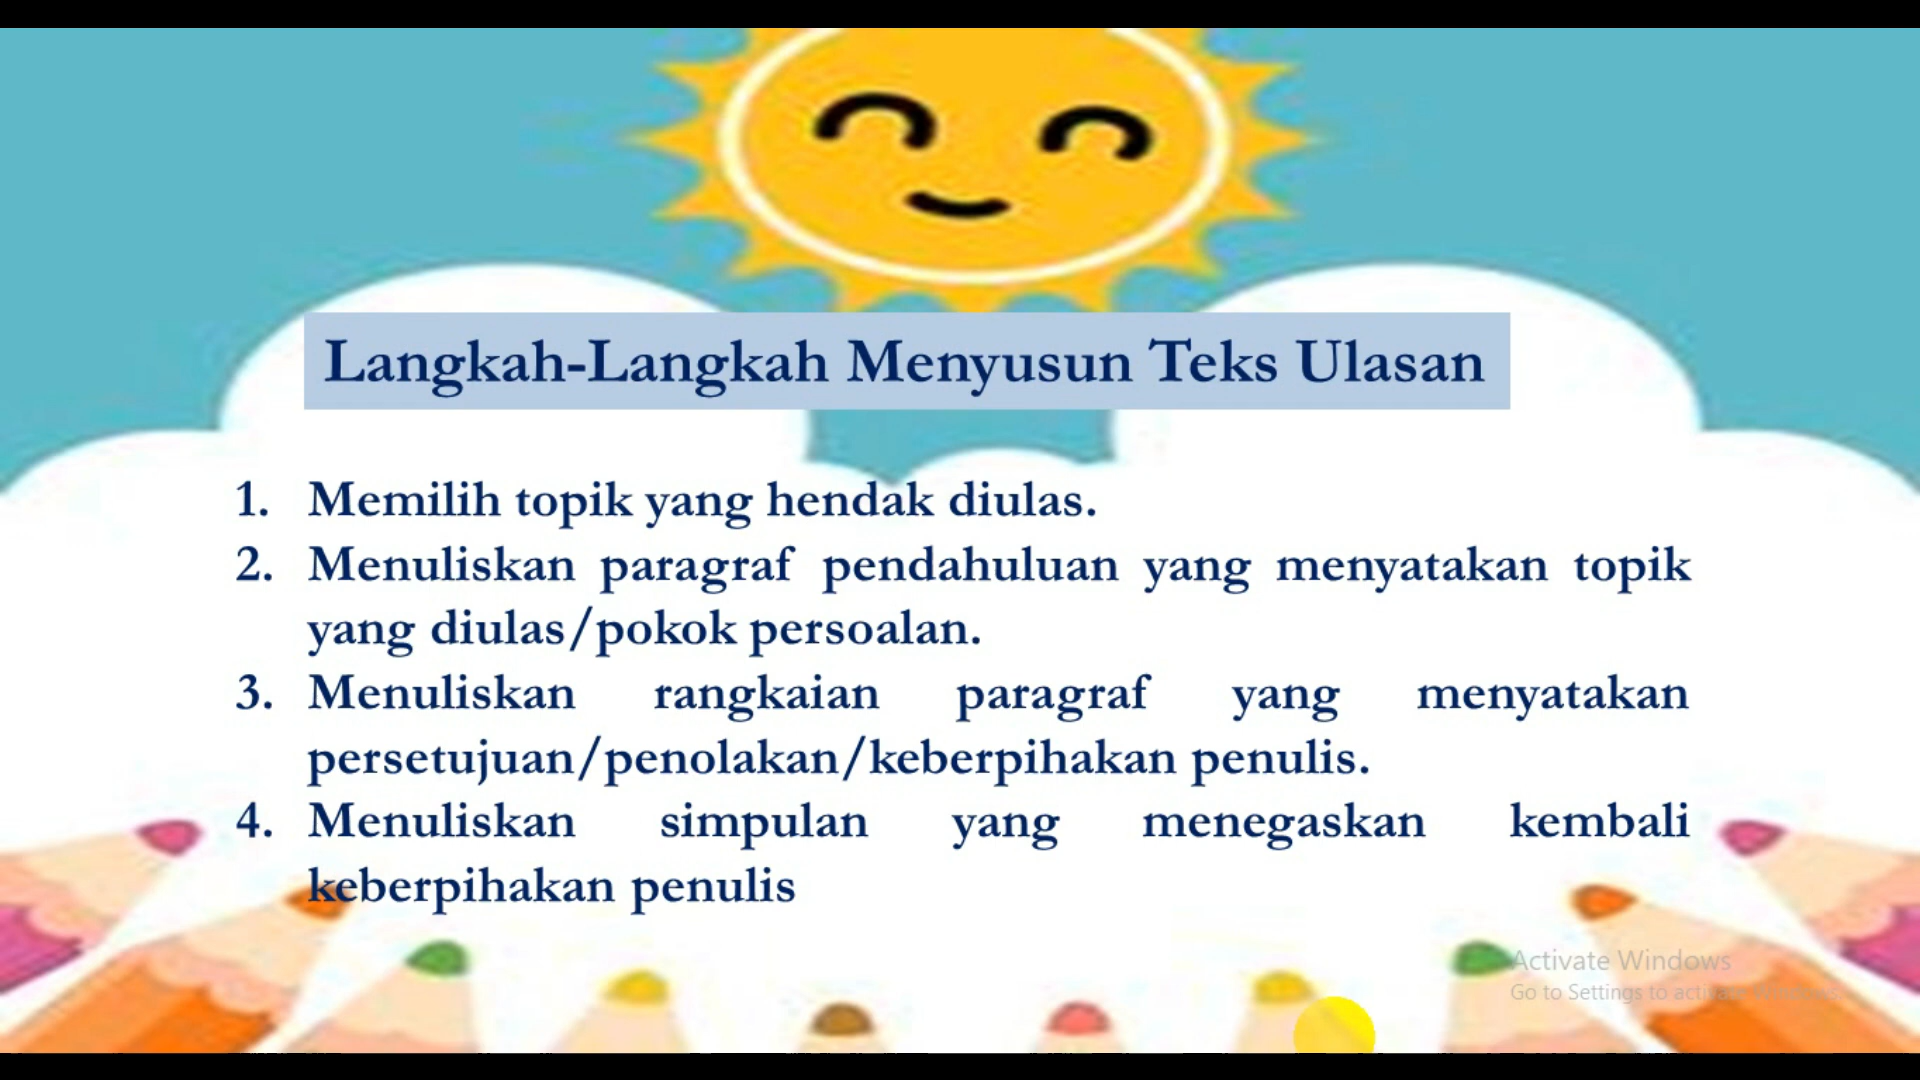 Langkah-Langkah Menyusun Teks Ulasan
1. Memilih topik yang hendak diulas.
2. Menuliskan paragraf pendahuluan yang menyatakan topik
yang diulas/pokok persoalan.
3. Menuliskan rangkaian paragraf yang menyatakan
persetujuan/penolakan/keberpihakan penulis.
4. Menuliskan simpulan yang menegaskan kembali
keberpihakan penulis
Activate Windows
Go to Settings to activate Windows.